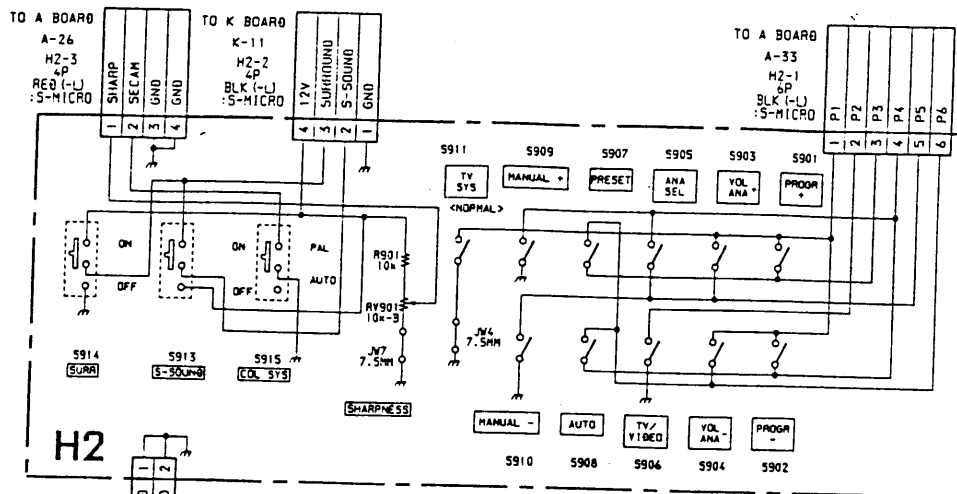 TO A BOARD
A-26
H2-3
4P
RED (-L)
:S-MICRO
SHARP
SECAM
GND
GND
1 2 3 4
TO K BOARD
K-11
H2-2
4P
BLK (-L)
:S-MICRO
12V
SURROUND
S-SOUND
GND
4 3 2 1
TO A BOARD
A-33
H2-1
6P
BLK (-L)
:S-MICRO
P1
P2
P3
P4
P5
P6
1 2 3 4 5 6
S911 S909 S907 S905 S903 S901
TV SYS
MANUAL +
PRESET
ANA SEL
VOL ANA +
PROGR +
<NORMAL>
ON
OFF
ON
OFF
PAL
AUTO
R901
10K
RV901
10K-B
JW7
7.5MM
JW4
7.5MM
S914
SURR
S913
S-SOUND
S915
COL SYS
SHARPNESS
MANUAL -
AUTO
TV/ VIDEO
VOL ANA -
PROGR -
S910 S908 S906 S904 S902
H2
1 2